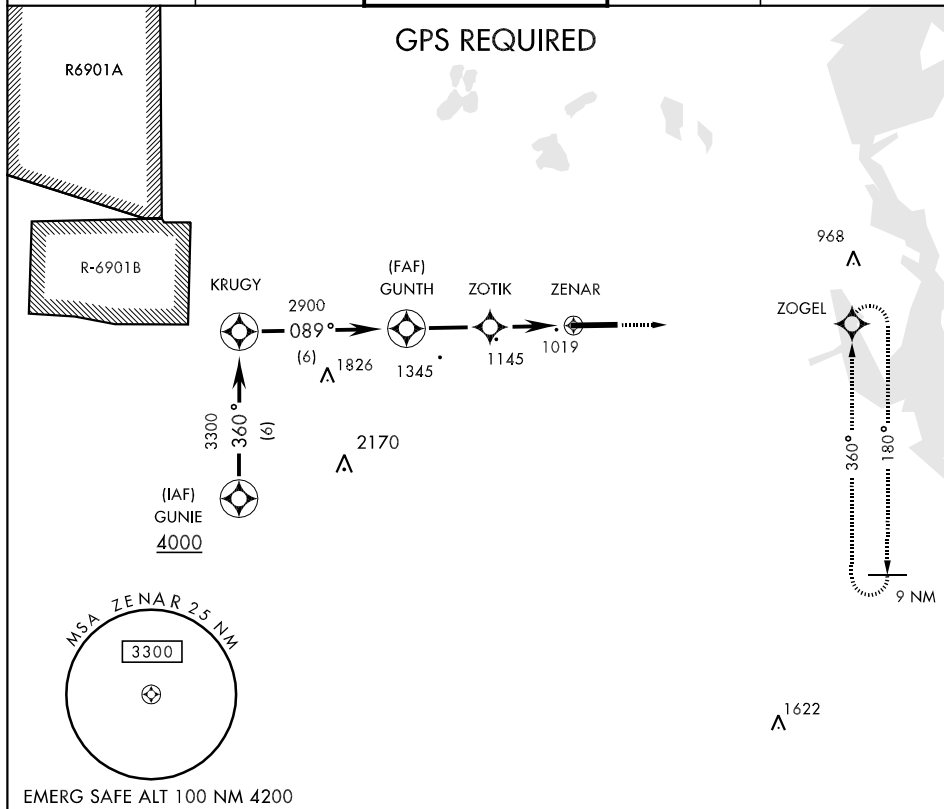 GPS REQUIRED
R6901A
R-6901B
968
(FAF)
GUNTH
KRUGY
ZOTIK
ZENAR
ZOGEL
2900
089°
(6)
1826
1345
1145
1019
3300
360°
(6)
2170
(IAF)
GUNIE
4000
360°
180°
9 NM
MSA ZENAR 25 NM
3300
1622
EMERG SAFE ALT 100 NM 4200